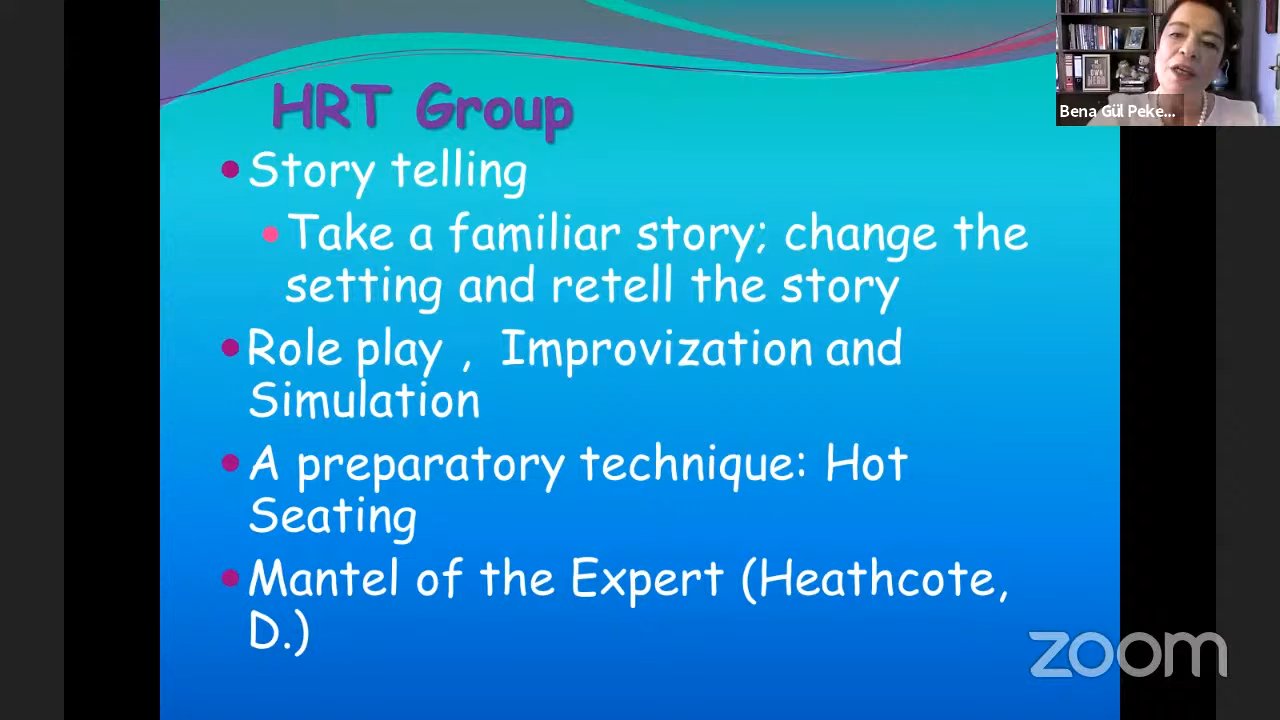 HRT Group
Story telling
Take a familiar story; change the
setting and retell the story
Role play , Improvization and
Simulation
A preparatory technique: Hot
Seating
Mantel of the Expert (Heathcote,
D.)
Bena Gül Peke...
zoom